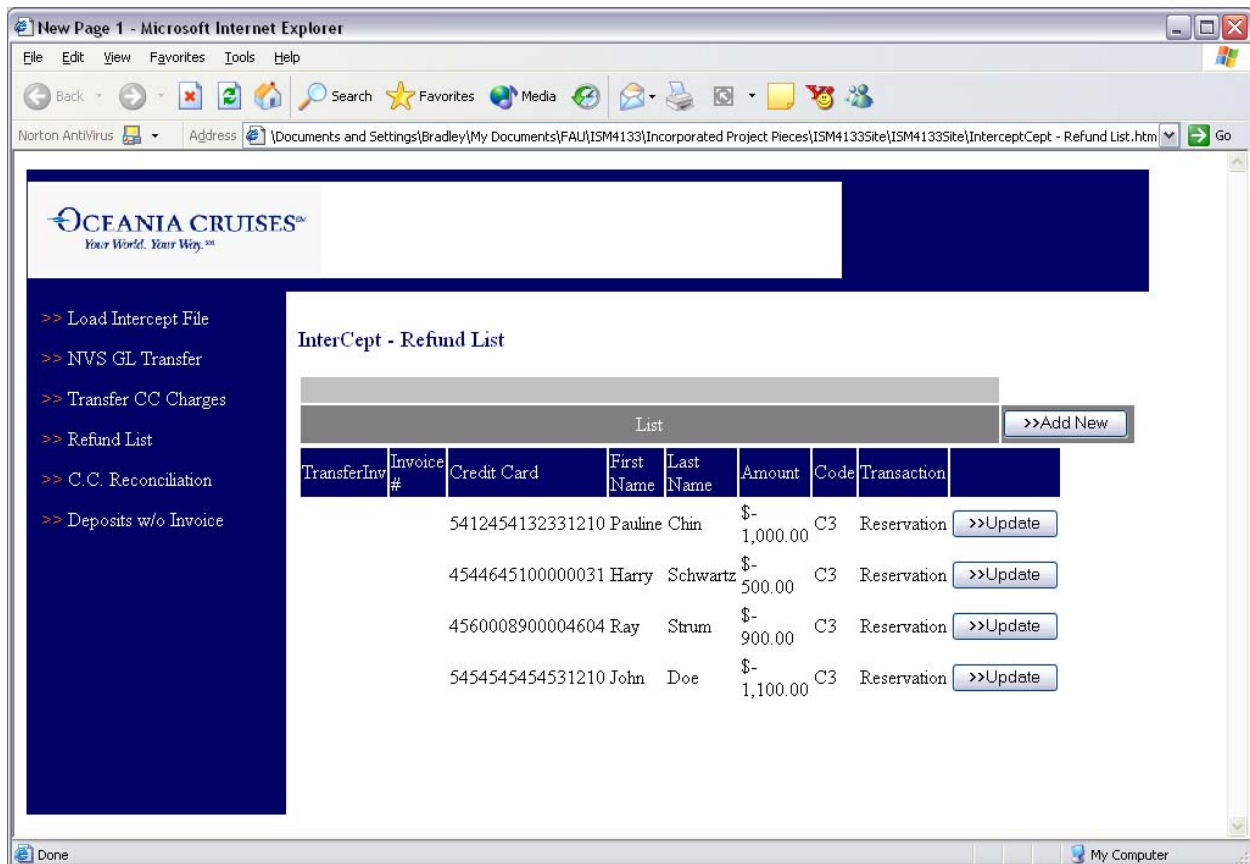 New Page 1 - Microsoft Internet Explorer
File Edit View Favorites Tools Help
Back Search Favorites Media
Norton AntiVirus Address \Documents and Settings\Bradley\My Documents\FAU\ISM4133\Incorporated Project Pieces\ISM4133Site\ISM4133Site\InterceptCept - Refund List.htm Go
OCEANIA CRUISES SM
Your World. Your Way. SM
>> Load Intercept File
>> NVS GL Transfer
>> Transfer CC Charges
>> Refund List
>> C.C. Reconciliation
>> Deposits w/o Invoice
InterCept - Refund List
List >>Add New
TransferInv Invoice # Credit Card First Name Last Name Amount Code Transaction
5412454132331210 Pauline Chin $-1,000.00 C3 Reservation >>Update
4544645100000031 Harry Schwartz $-500.00 C3 Reservation >>Update
4560008900004604 Ray Strum $-900.00 C3 Reservation >>Update
5454545454531210 John Doe $-1,100.00 C3 Reservation >>Update
Done My Computer